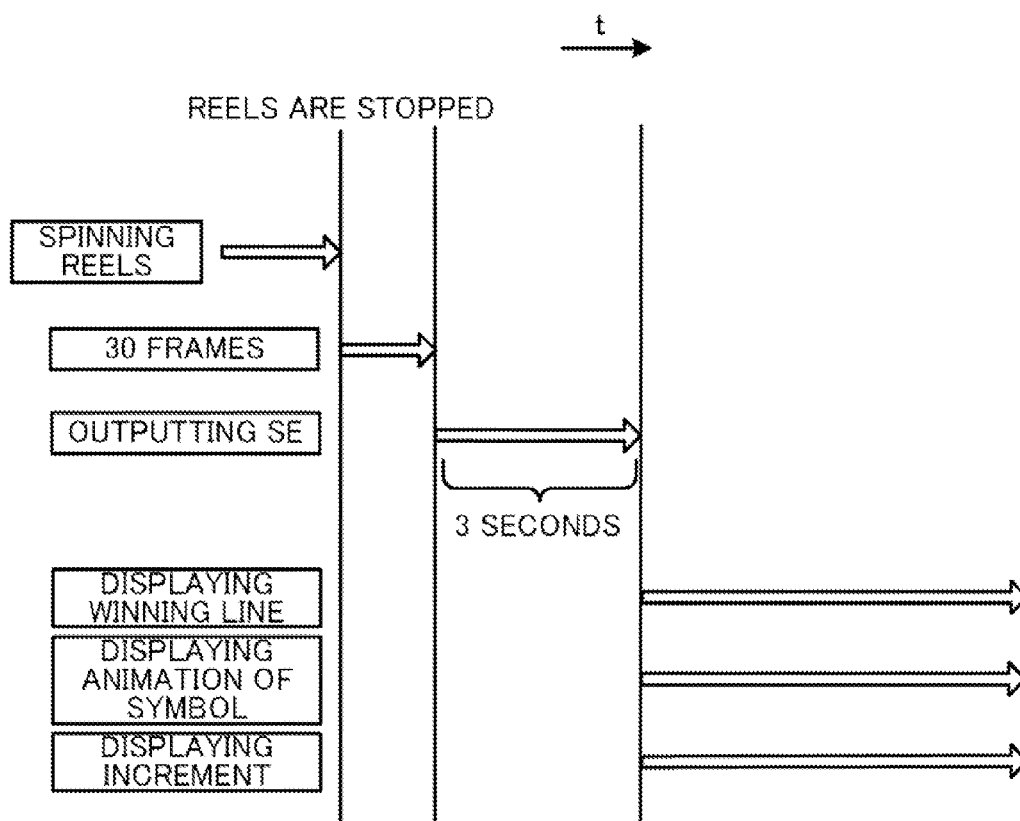 t
REELS ARE STOPPED
SPINNING
REELS
30 FRAMES
OUTPUTTING SE
3 SECONDS
DISPLAYING
WINNING LINE
DISPLAYING
ANIMATION OF
SYMBOL
DISPLAYING
INCREMENT